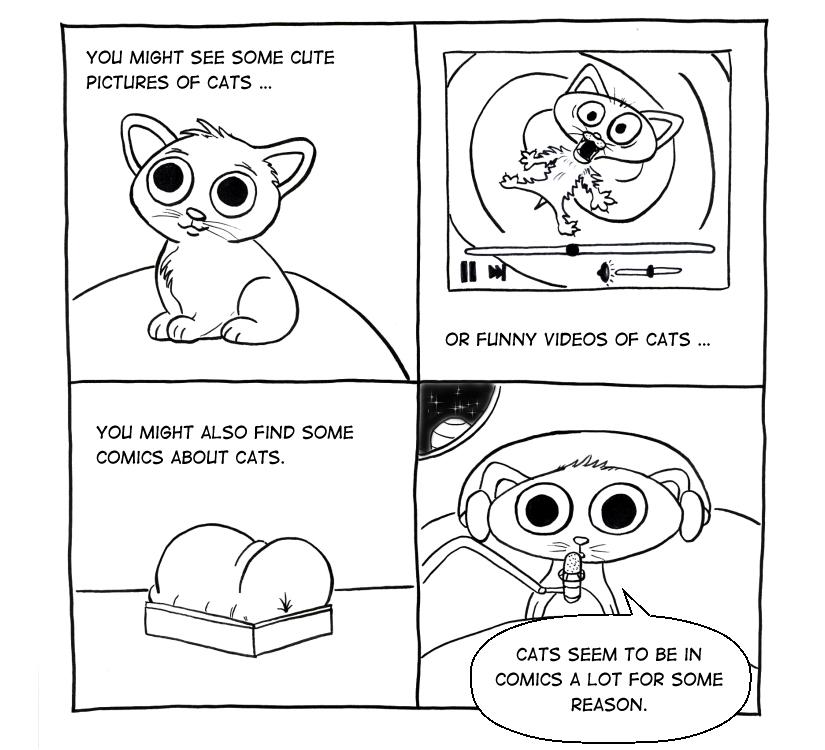 YOU MIGHT SEE SOME CUTE
PICTURES OF CATS ...
OR FUNNY VIDEOS OF CATS ...
YOU MIGHT ALSO FIND SOME
COMICS ABOUT CATS.
CATS SEEM TO BE IN
COMICS A LOT FOR SOME
REASON.